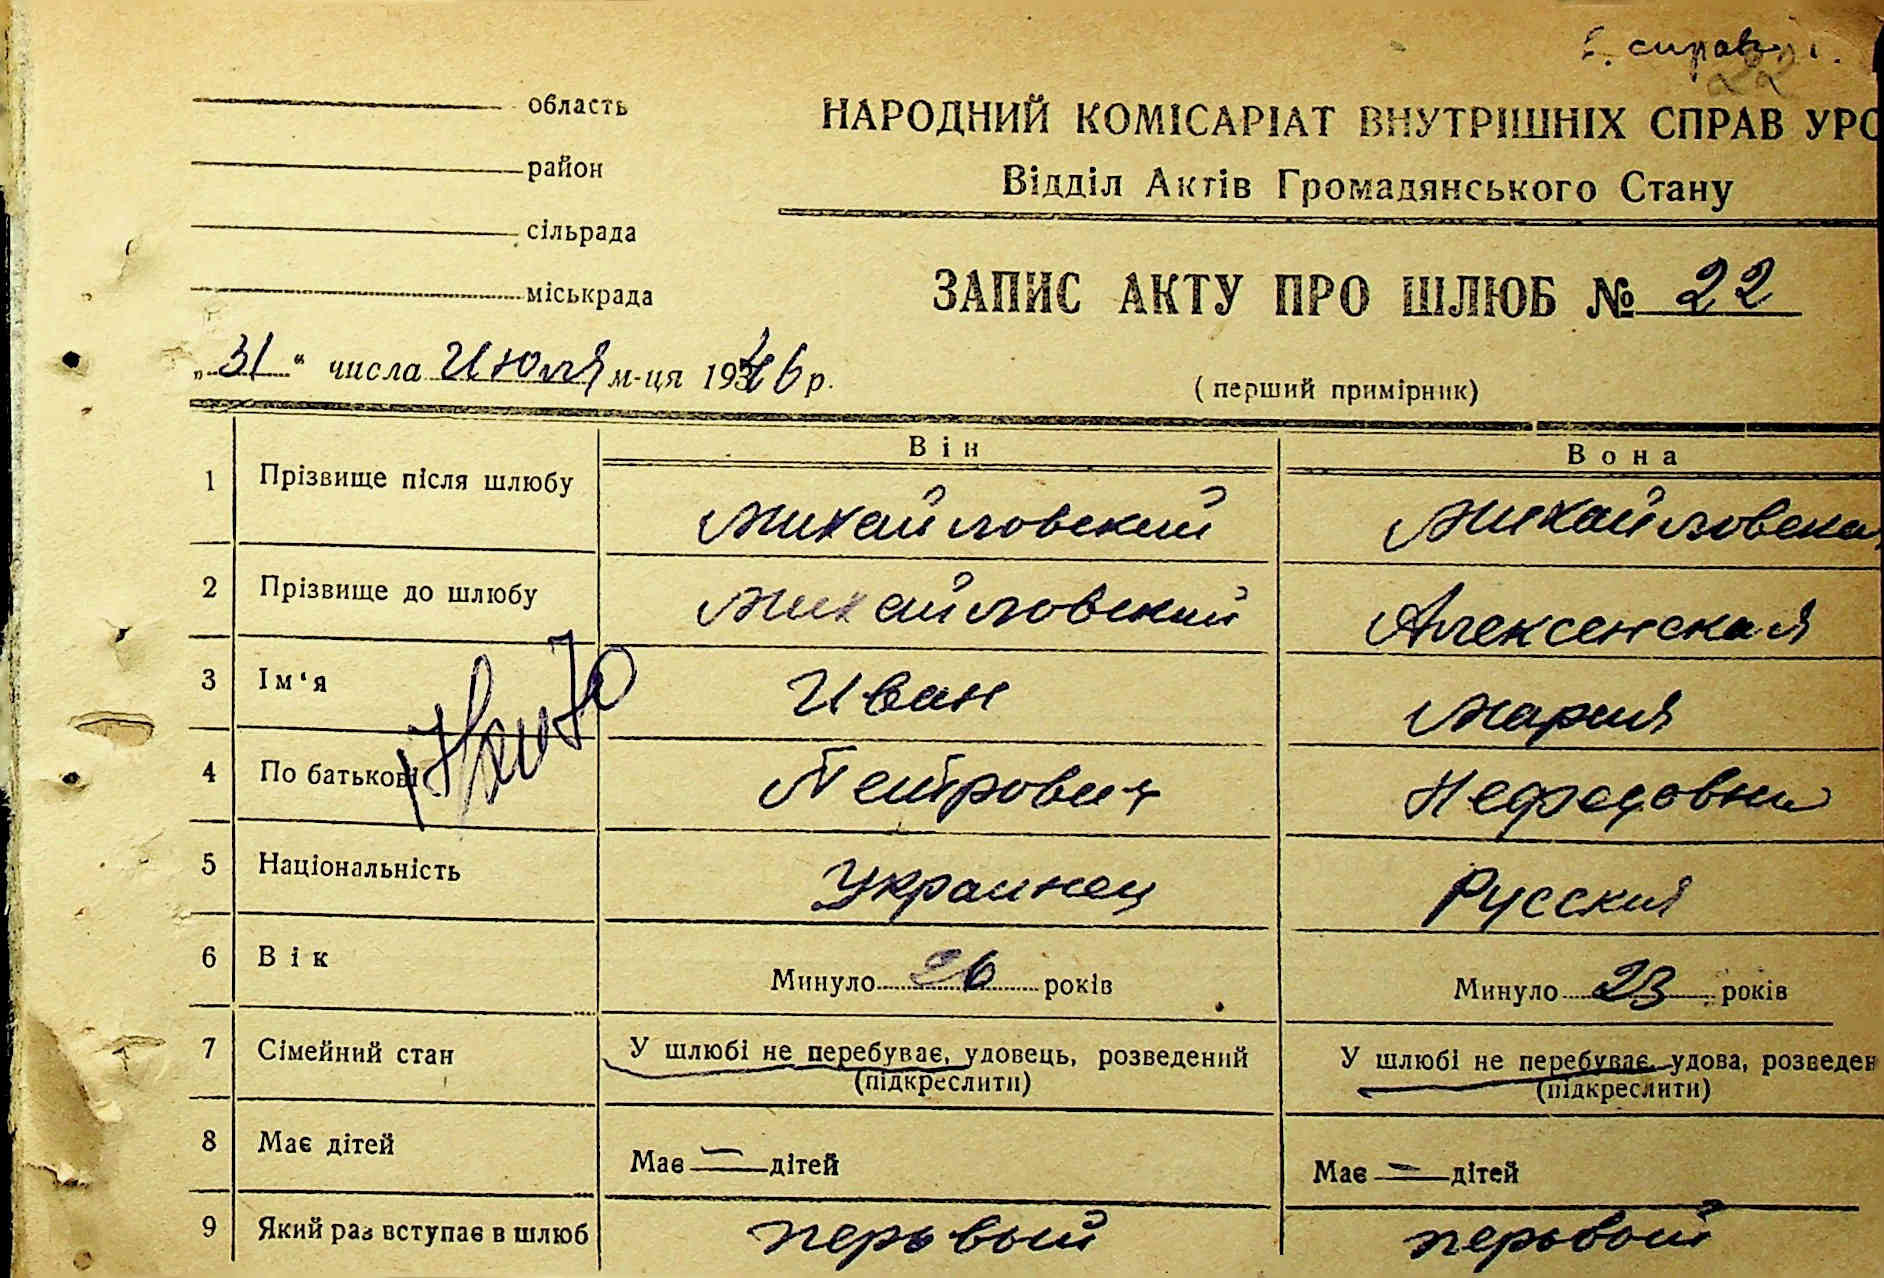 справ
22
область
район
сільрада
міськрада
НАРОДНИЙ КОМІСАРІАТ ВНУТРІШНІХ СПРАВ УРС
Відділ Актів Громадянського Стану
ЗАПИС АКТУ ПРО ШЛЮБ № 22
„31“ числа Июля м-ця 1946 р.
(перший примірник)
Він Вона
1 Прізвище після шлюбу Михайловский Михайловская
2 Прізвище до шлюбу Михайловский Алексенская
3 Ім'я Иван Мария
4 По батькові Петрович Нефедовна
5 Національність Украинец Русская
6 Вік Минуло 26 років Минуло 23 років
7 Сімейний стан У шлюбі не перебуває, удовець, розведений У шлюбі не перебуває, удова, розведен
(підкреслити) (підкреслити)
8 Має дітей Має — дітей Має — дітей
9 Який раз вступає в шлюб перьвый перьвой